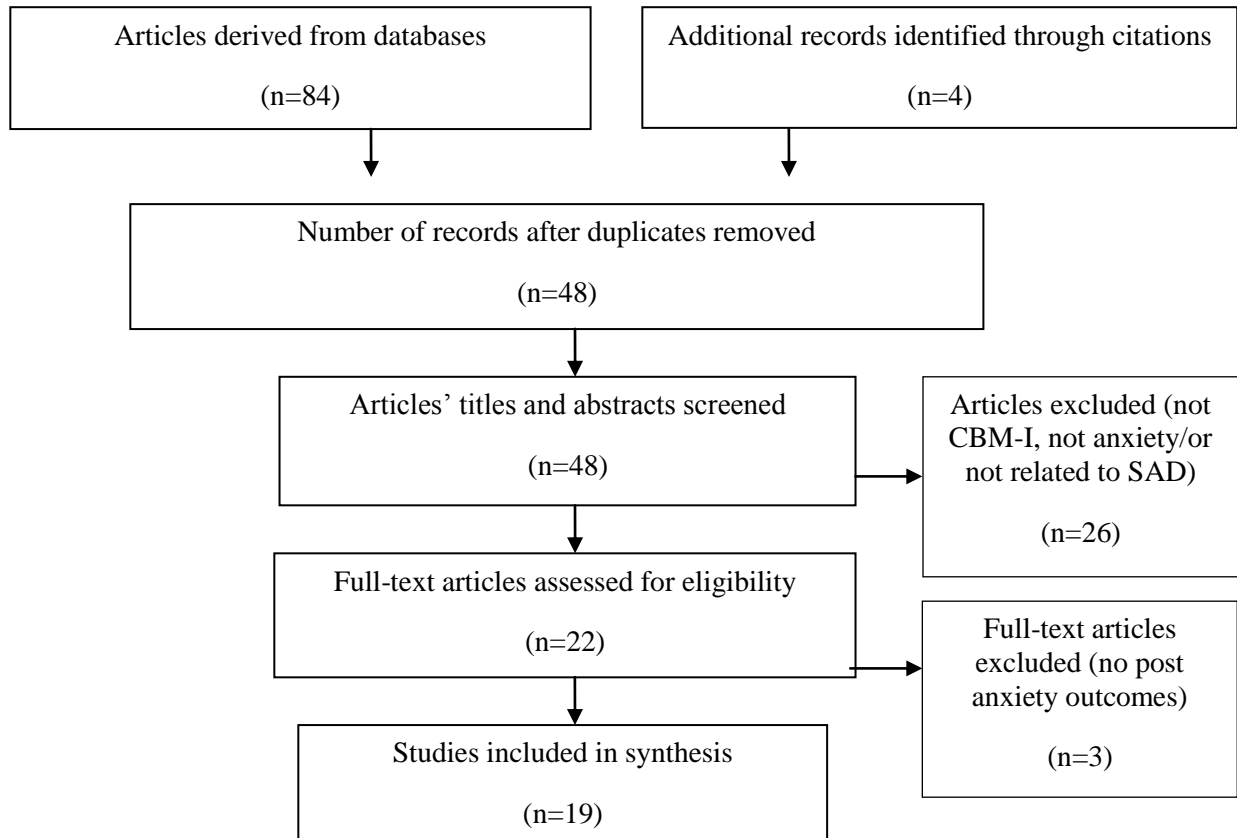 Articles derived from databases
(n=84)
Additional records identified through citations
(n=4)
Number of records after duplicates removed
(n=48)
Articles’ titles and abstracts screened
(n=48)
Articles excluded (not
CBM-I, not anxiety/or
not related to SAD)
(n=26)
Full-text articles assessed for eligibility
(n=22)
Full-text articles
excluded (no post
anxiety outcomes)
(n=3)
Studies included in synthesis
(n=19)